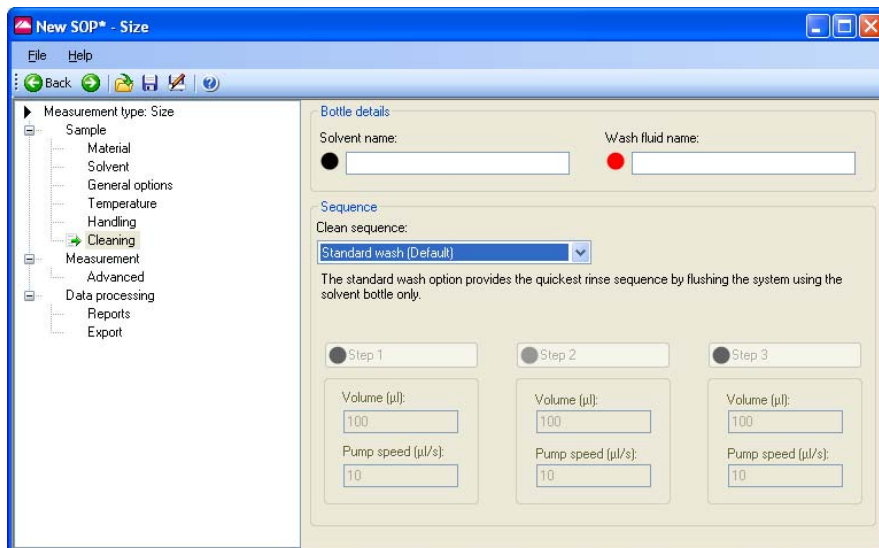 New SOP* - Size
File Help
Back
Measurement type: Size
Sample
Material
Solvent
General options
Temperature
Handling
Cleaning
Measurement
Advanced
Data processing
Reports
Export
Bottle details
Solvent name: Wash fluid name:
Sequence
Clean sequence:
Standard wash (Default)
The standard wash option provides the quickest rinse sequence by flushing the system using the
solvent bottle only.
Step 1 Step 2 Step 3
Volume (µl): Volume (µl): Volume (µl):
100 100 100
Pump speed (µl/s): Pump speed (µl/s): Pump speed (µl/s):
10 10 10